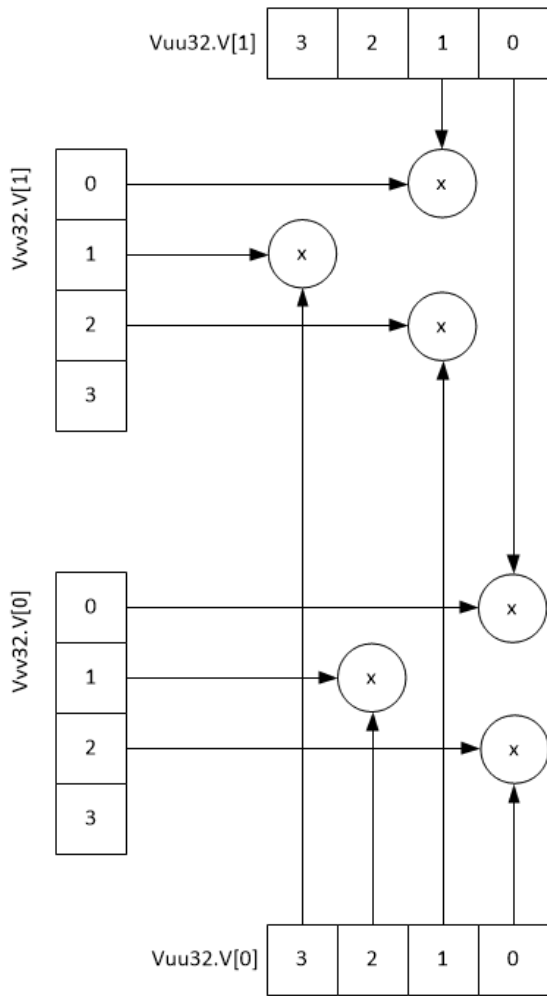 Vuu32.V[1] 3 2 1 0
Vvv32.V[1]
0 x
1 x
2 x
3
Vvv32.V[0]
0 x
1 x
2 x
3
Vuu32.V[0] 3 2 1 0